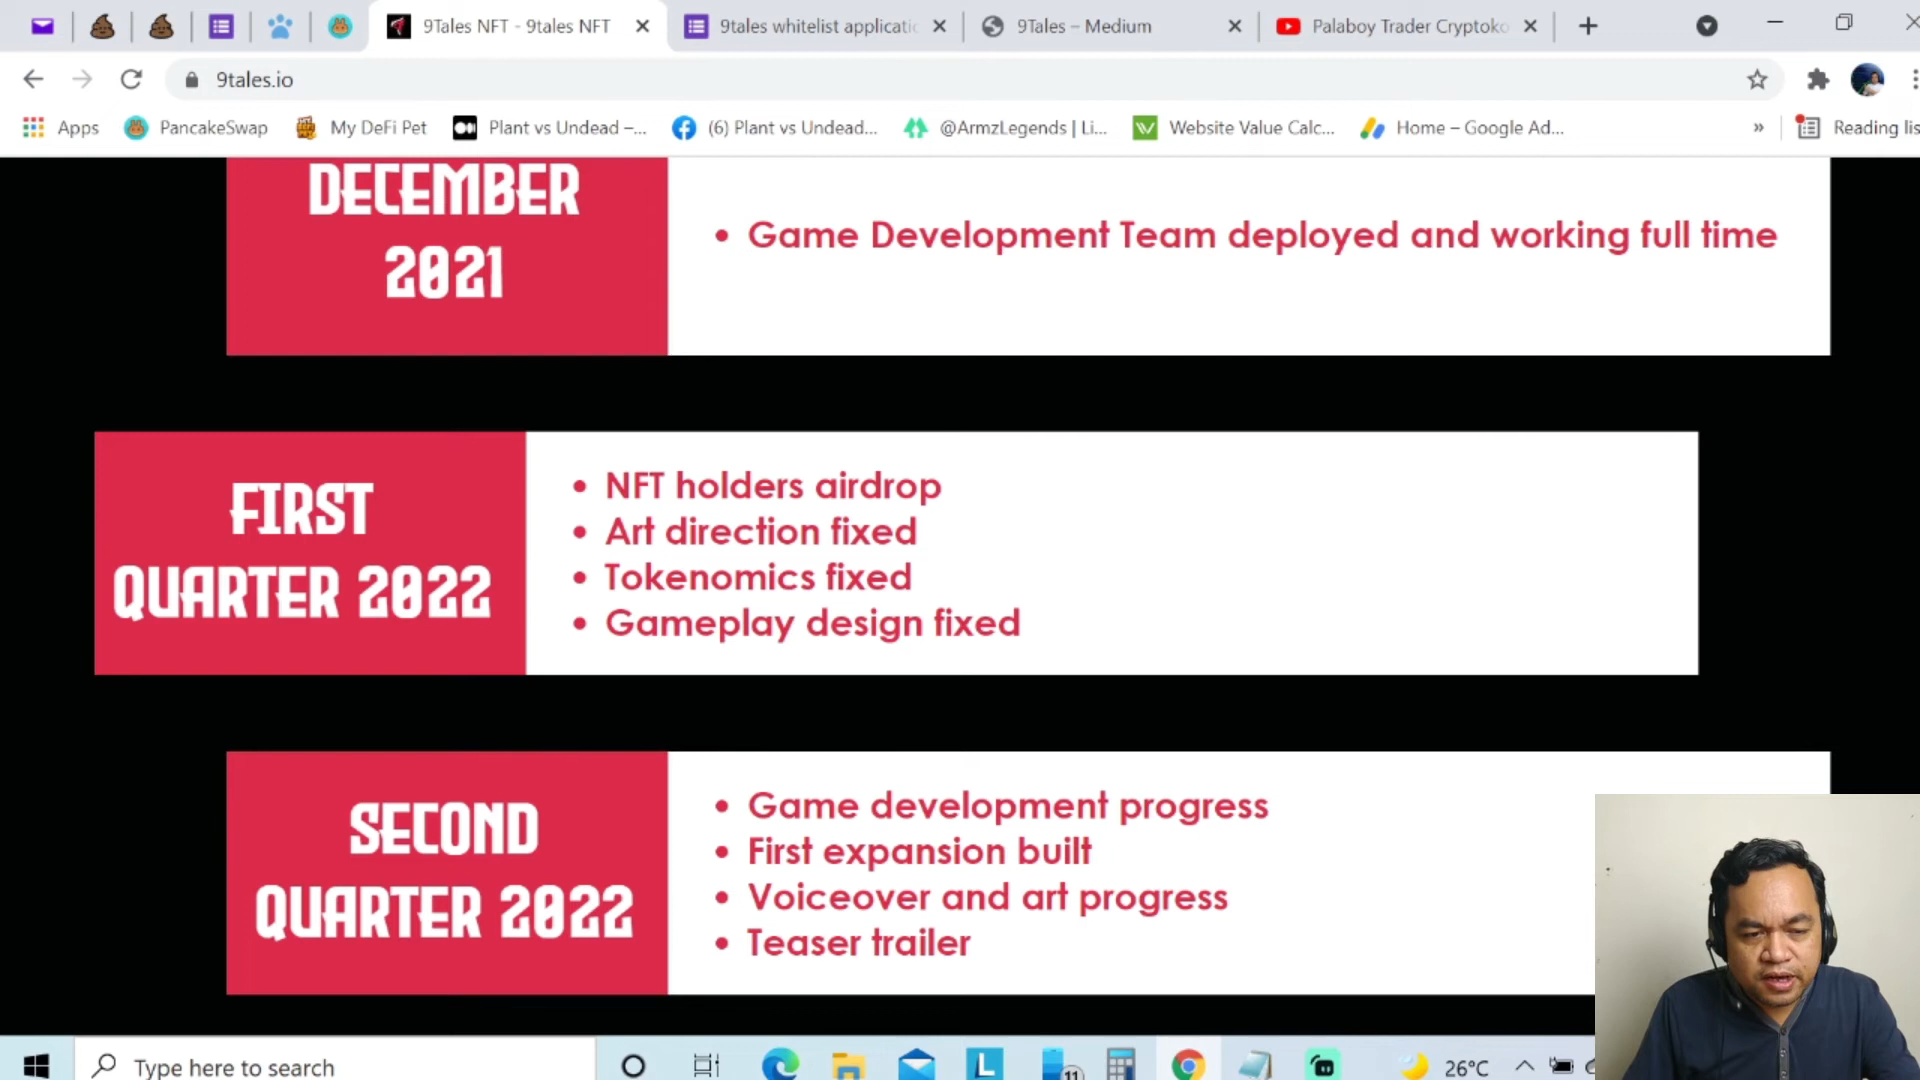 9Tales NFT - 9tales NFT
9tales whitelist applicati
9Tales – Medium
Palaboy Trader Cryptoko
9tales.io
Apps
PancakeSwap
My DeFi Pet
Plant vs Undead –...
(6) Plant vs Undead...
@ArmzLegends | Li...
Website Value Calc...
Home – Google Ad...
»
Reading lis
DECEMBER
2021
• Game Development Team deployed and working full time
FIRST
QUARTER 2022
• NFT holders airdrop
• Art direction fixed
• Tokenomics fixed
• Gameplay design fixed
SECOND
QUARTER 2022
• Game development progress
• First expansion built
• Voiceover and art progress
• Teaser trailer
Type here to search
L
11
26°C